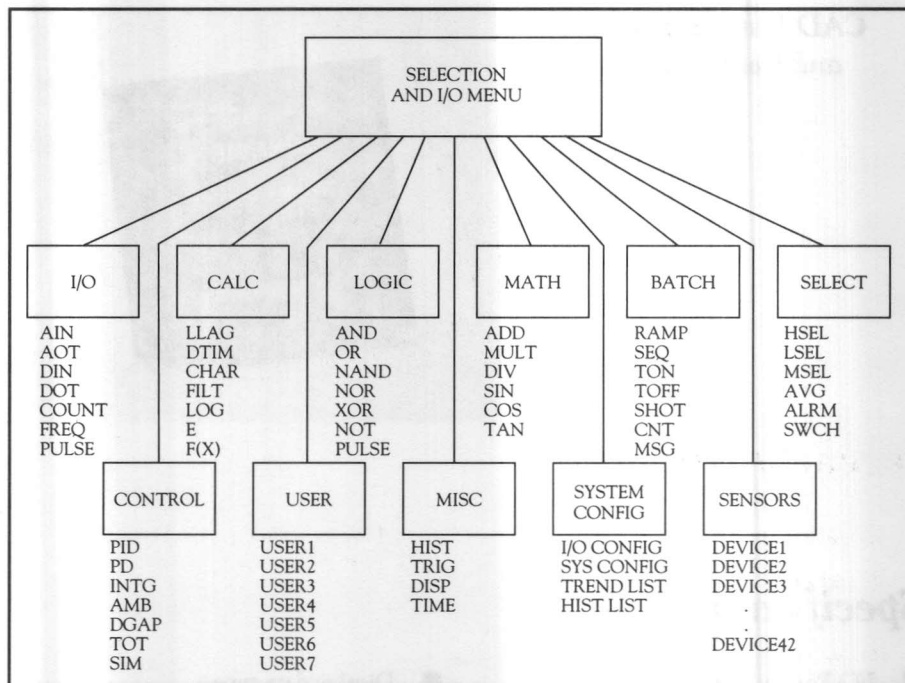 CAD
SELECTION
AND I/O MENU
I/O
CALC
LOGIC
MATH
BATCH
SELECT
AIN
AOT
DIN
DOT
COUNT
FREQ
PULSE
LLAG
DTIM
CHAR
FILT
LOG
E
F(X)
AND
OR
NAND
NOR
XOR
NOT
PULSE
ADD
MULT
DIV
SIN
COS
TAN
RAMP
SEQ
TON
TOFF
SHOT
CNT
MSG
HSEL
LSEL
MSEL
AVG
ALRM
SWCH
CONTROL
USER
MISC
SYSTEM
CONFIG
SENSORS
PID
PD
INTG
AMB
DGAP
TOT
SIM
USER1
USER2
USER3
USER4
USER5
USER6
USER7
HIST
TRIG
DISP
TIME
I/O CONFIG
SYS CONFIG
TREND LIST
HIST LIST
DEVICE1
DEVICE2
DEVICE3
.
.
DEVICE42